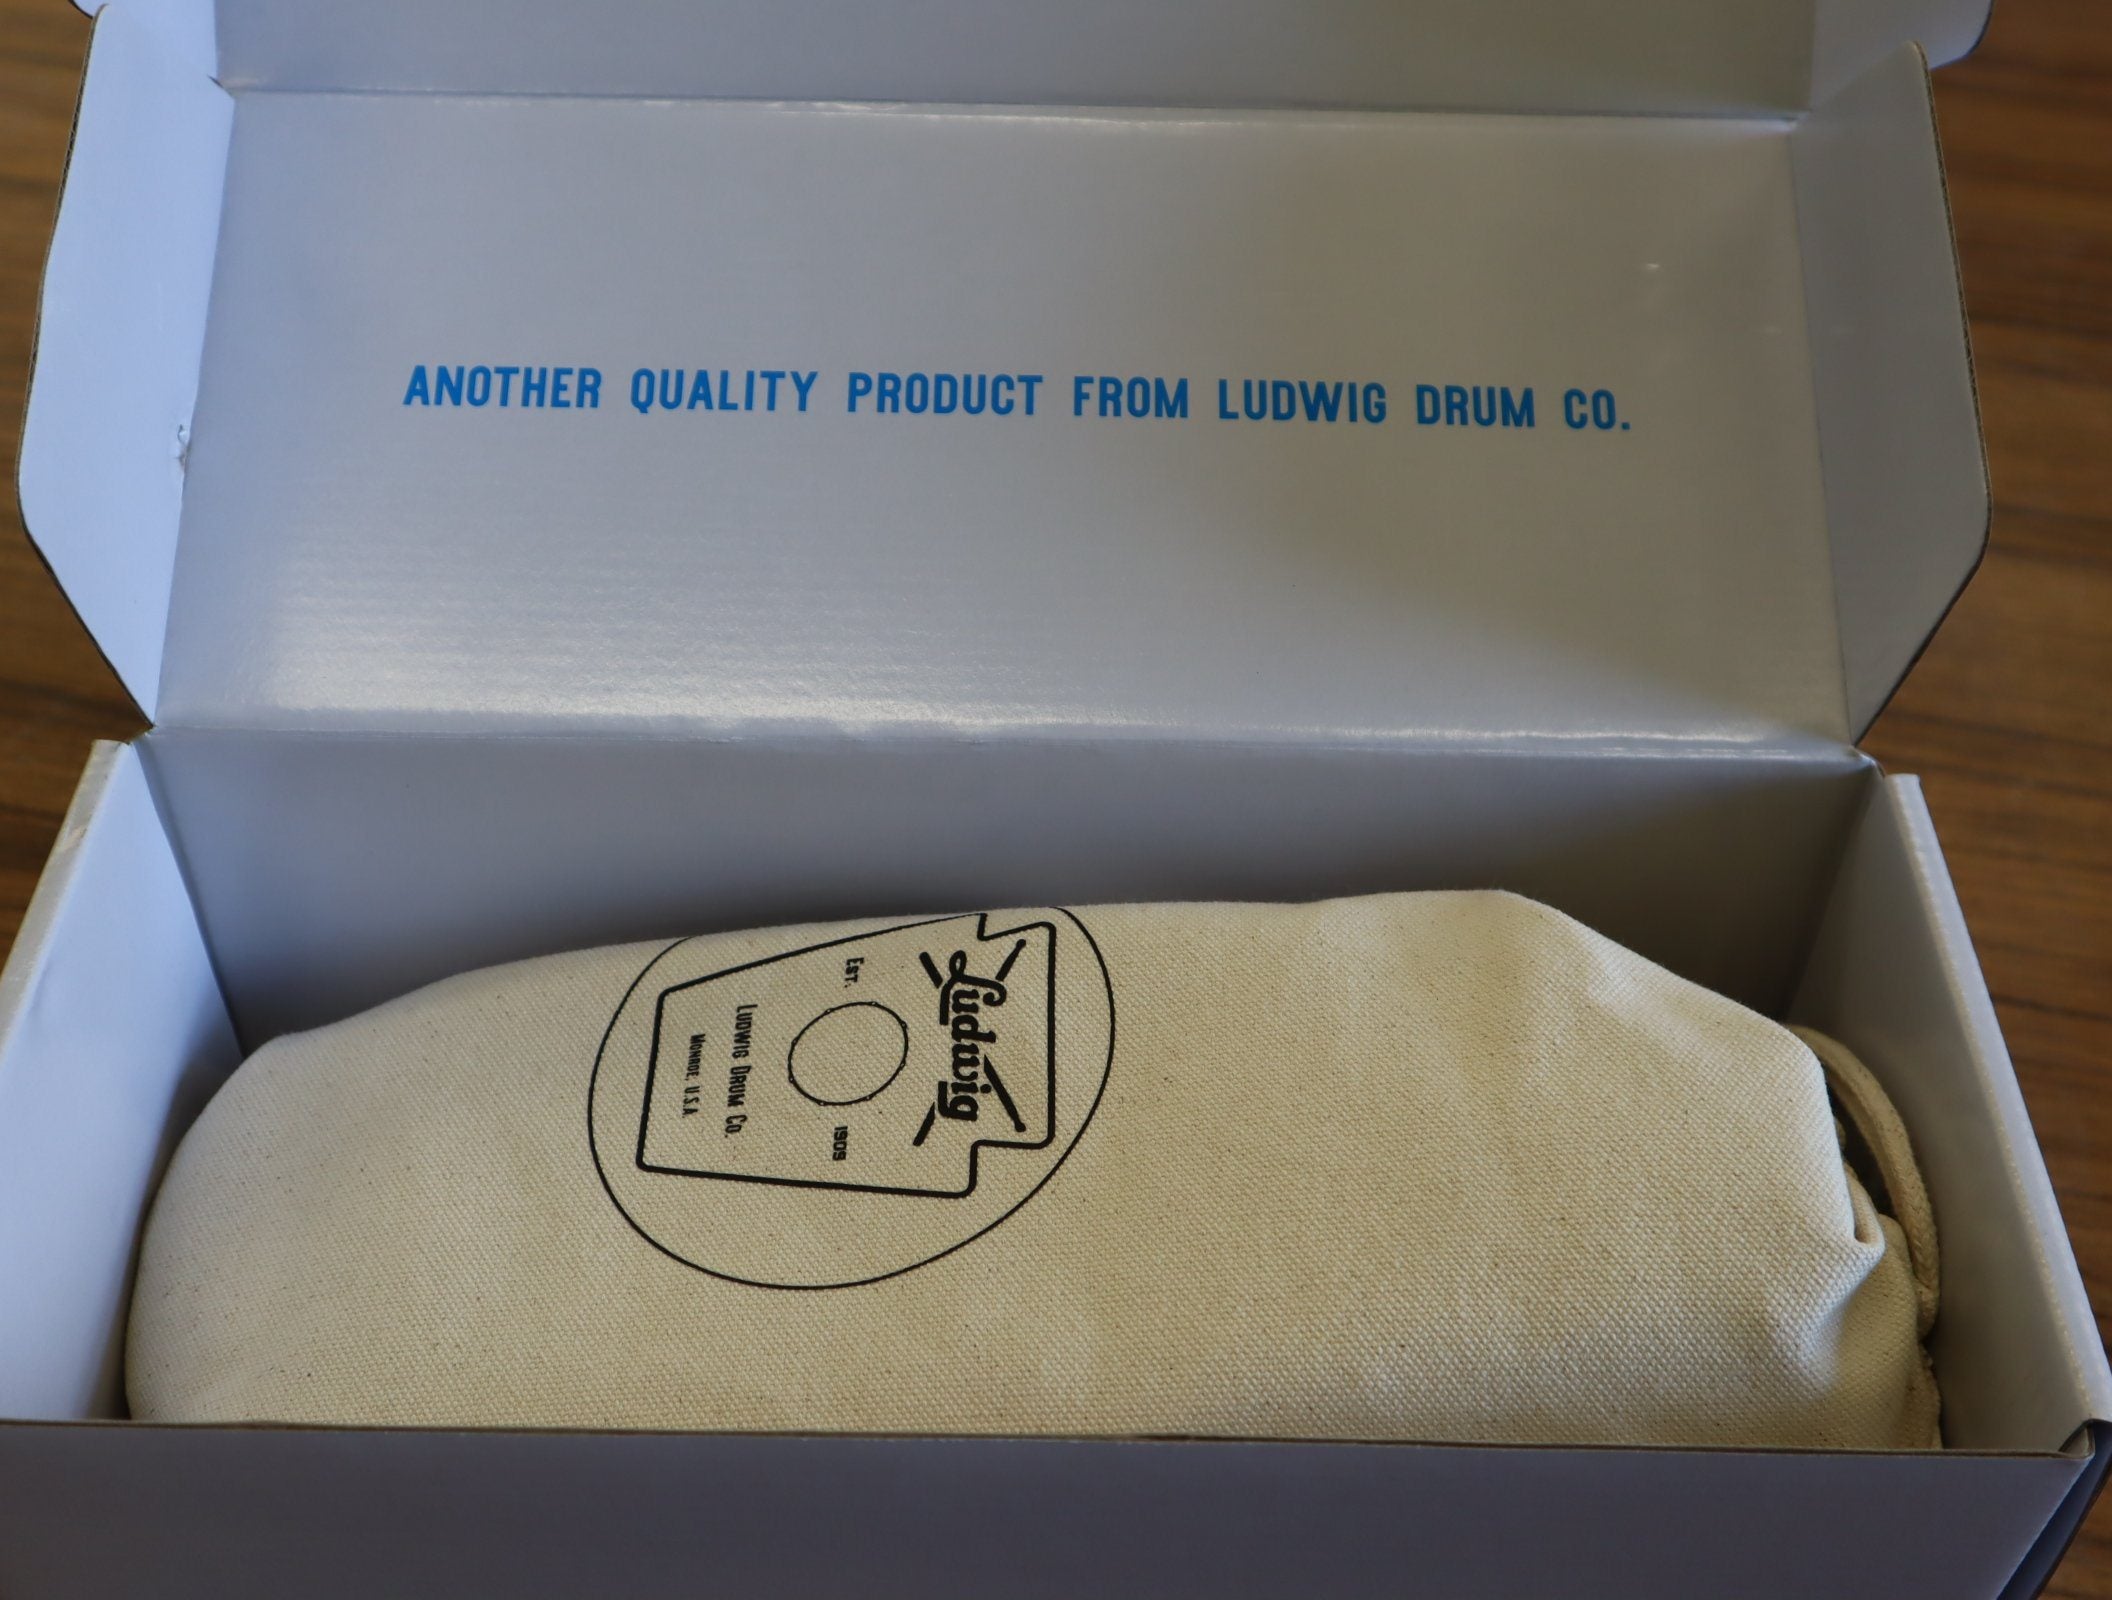 ANOTHER QUALITY PRODUCT FROM LUDWIG DRUM CO.
Ludwig
EST. 1909
LUDWIG DRUM CO.
MONROE, U.S.A.